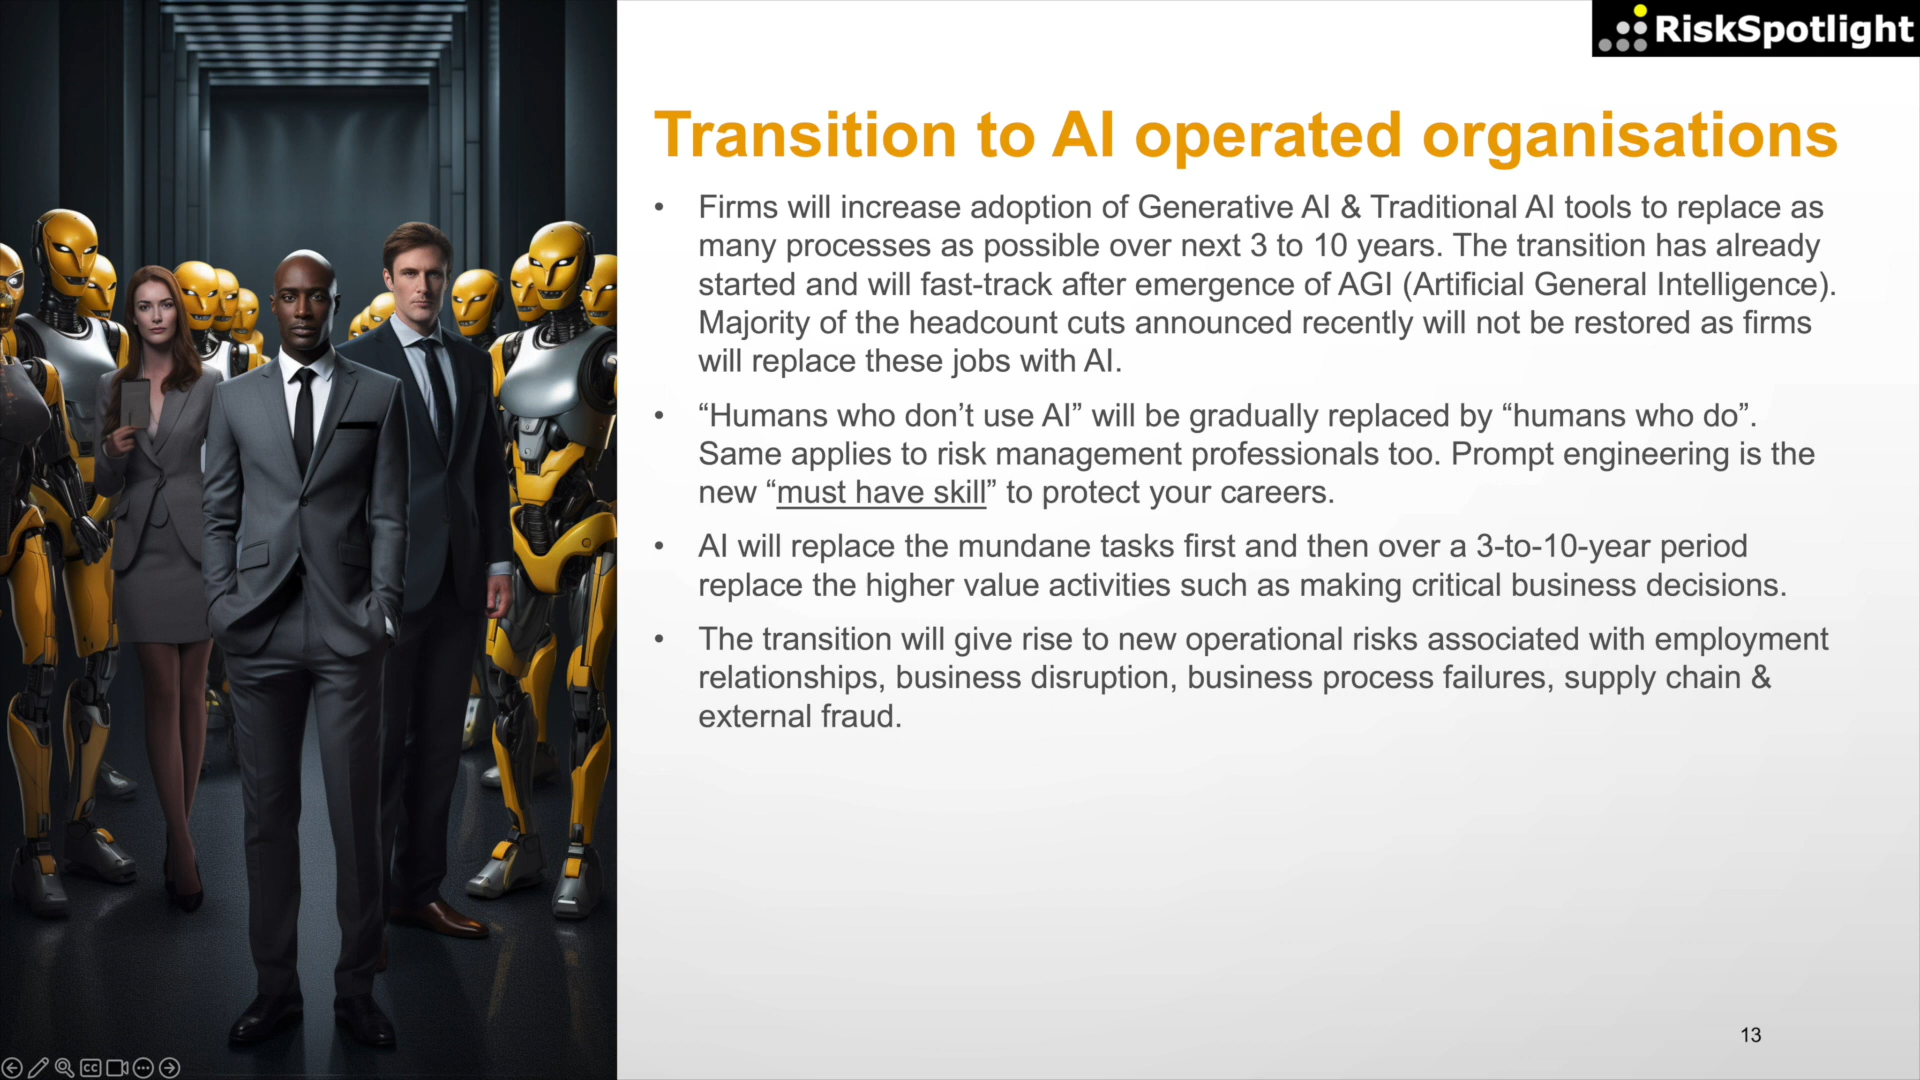 RiskSpotlight
Transition to AI operated organisations
• Firms will increase adoption of Generative AI & Traditional AI tools to replace as
many processes as possible over next 3 to 10 years. The transition has already
started and will fast-track after emergence of AGI (Artificial General Intelligence).
Majority of the headcount cuts announced recently will not be restored as firms
will replace these jobs with AI.
• “Humans who don’t use AI” will be gradually replaced by “humans who do”.
Same applies to risk management professionals too. Prompt engineering is the
new “must have skill” to protect your careers.
• AI will replace the mundane tasks first and then over a 3-to-10-year period
replace the higher value activities such as making critical business decisions.
• The transition will give rise to new operational risks associated with employment
relationships, business disruption, business process failures, supply chain &
external fraud.
13
CC